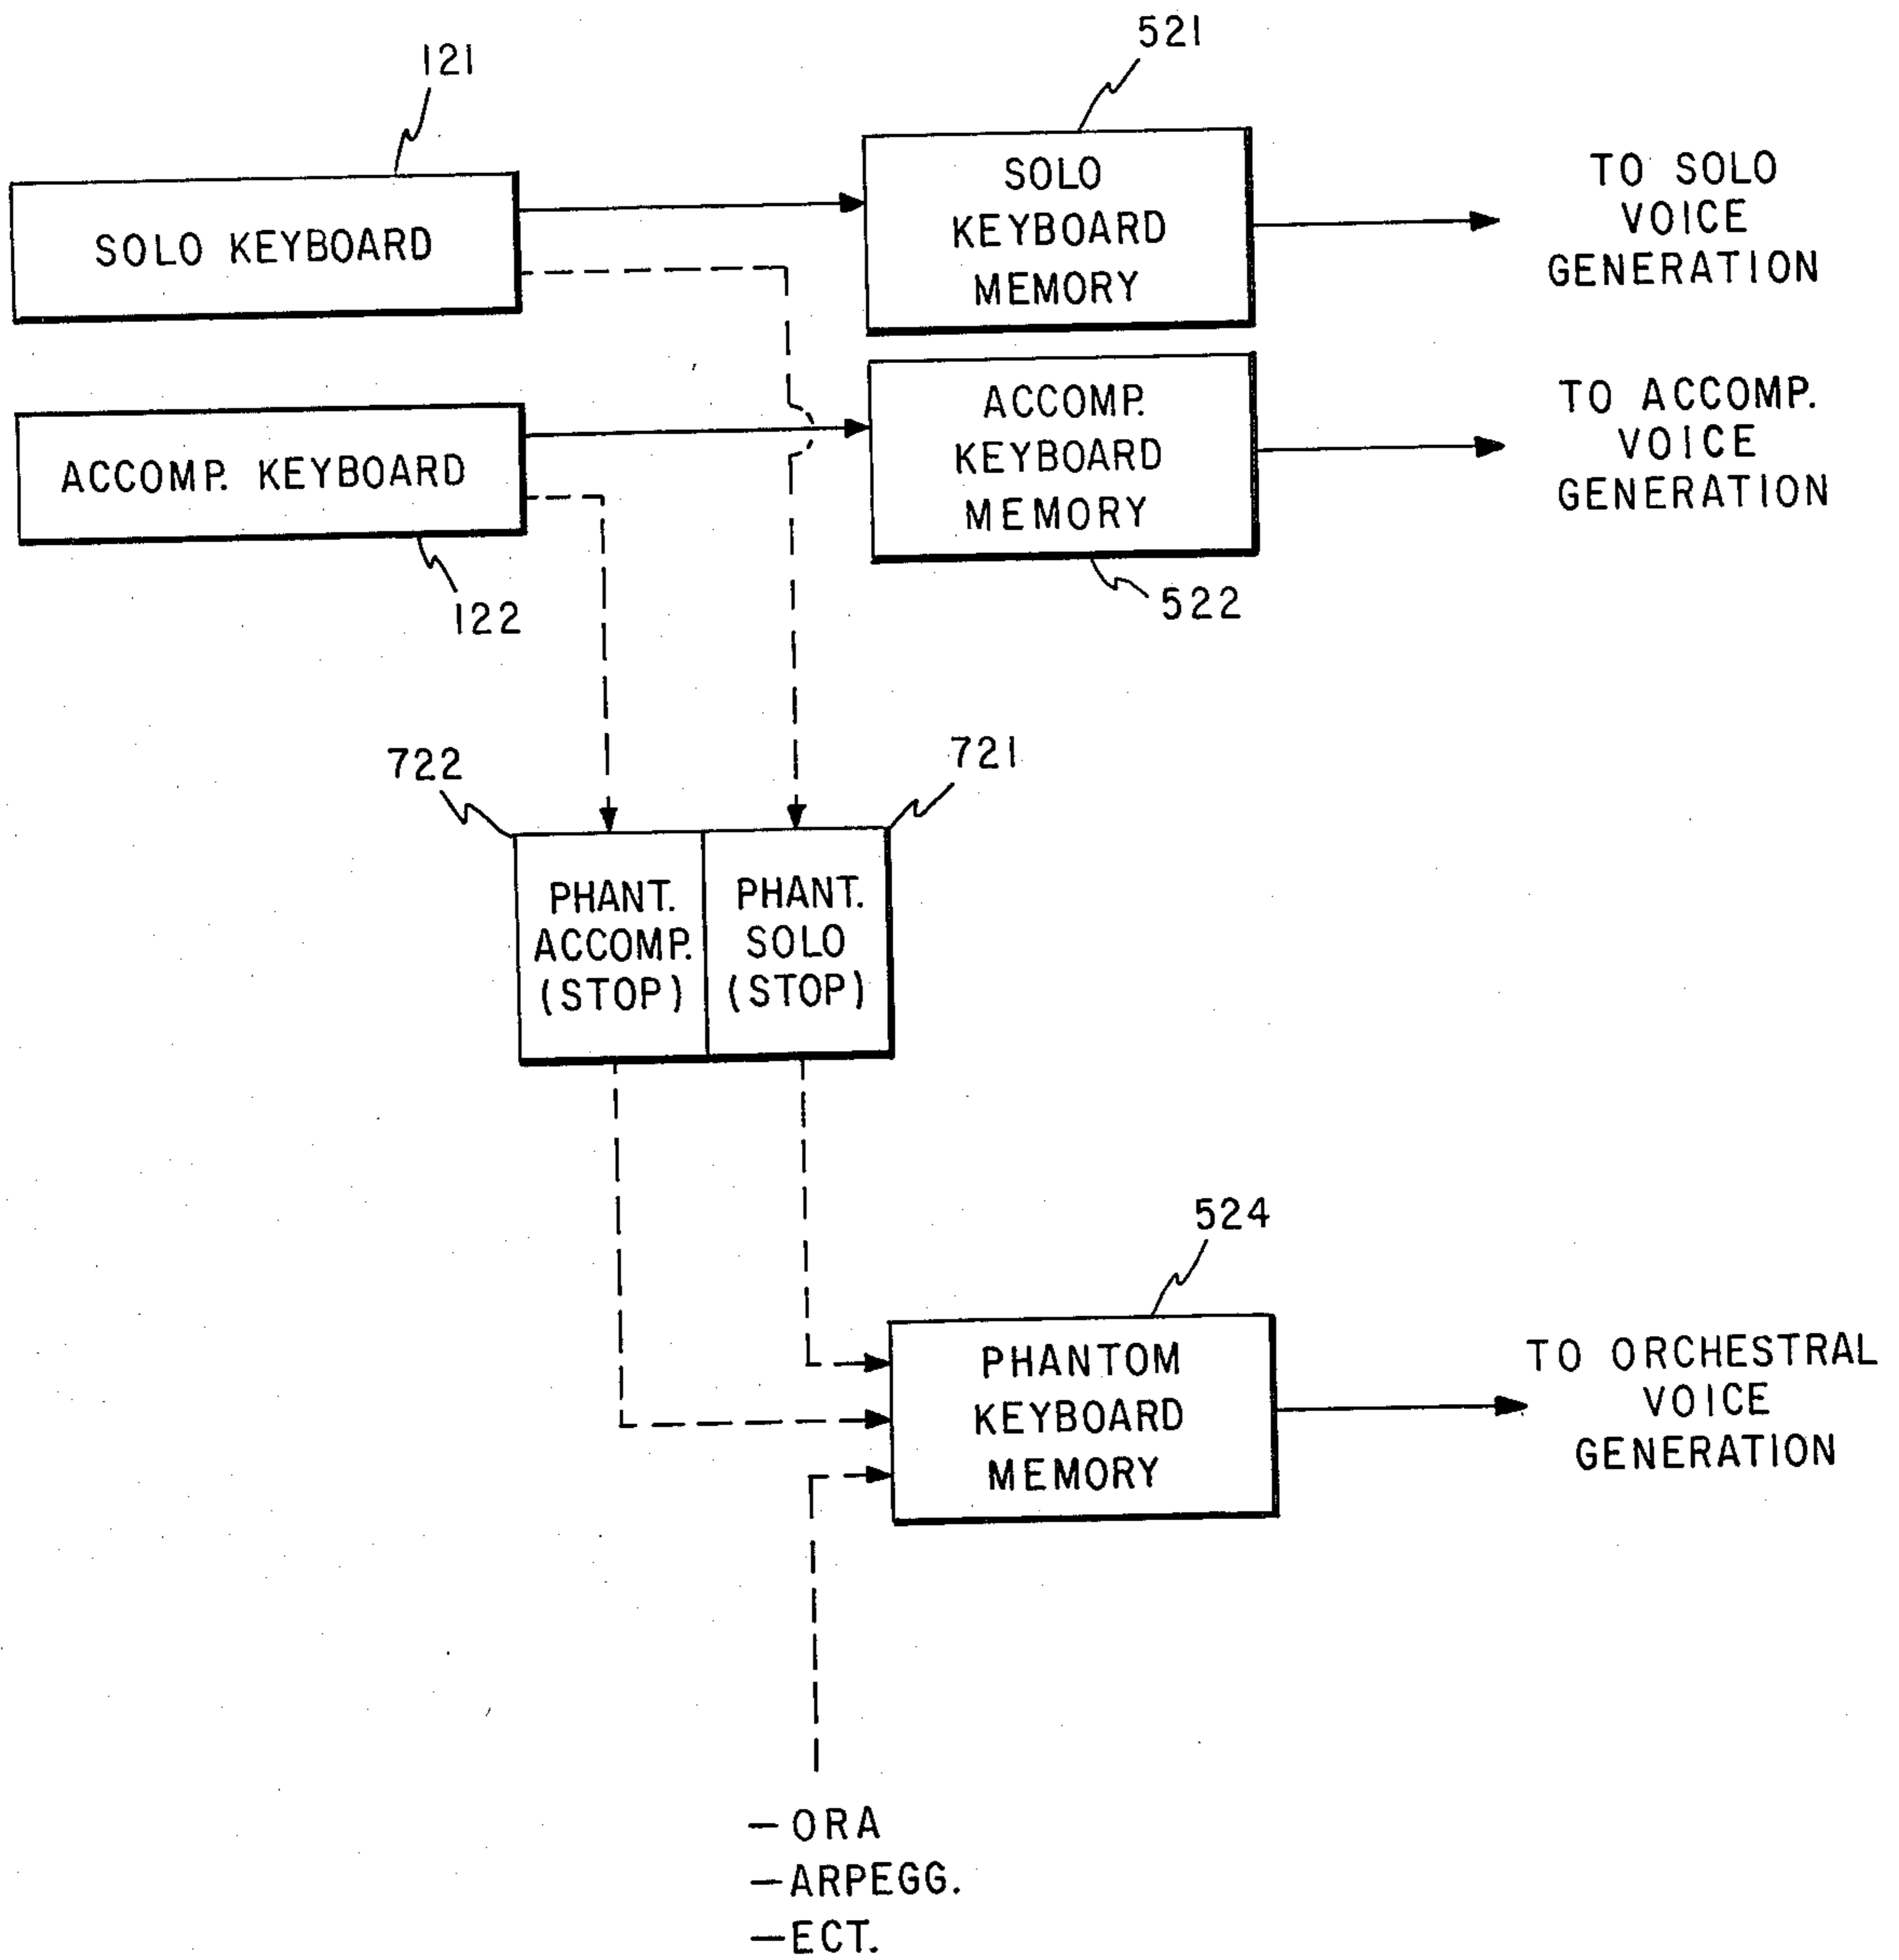 121
521
SOLO KEYBOARD
SOLO
KEYBOARD
MEMORY
TO SOLO
VOICE
GENERATION
ACCOMP. KEYBOARD
122
ACCOMP.
KEYBOARD
MEMORY
522
TO ACCOMP.
VOICE
GENERATION
722
721
PHANT.
ACCOMP.
(STOP)
PHANT.
SOLO
(STOP)
524
PHANTOM
KEYBOARD
MEMORY
TO ORCHESTRAL
VOICE
GENERATION
—ORA
—ARPEGG.
—ECT.